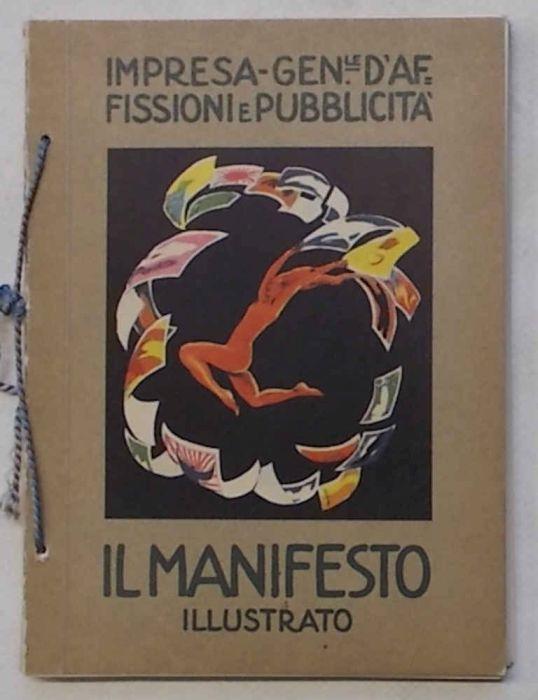 IMPRESA-GENLE D'AF=
FISSIONI E PUBBLICITÀ
IL MANIFESTO
ILLUSTRATO